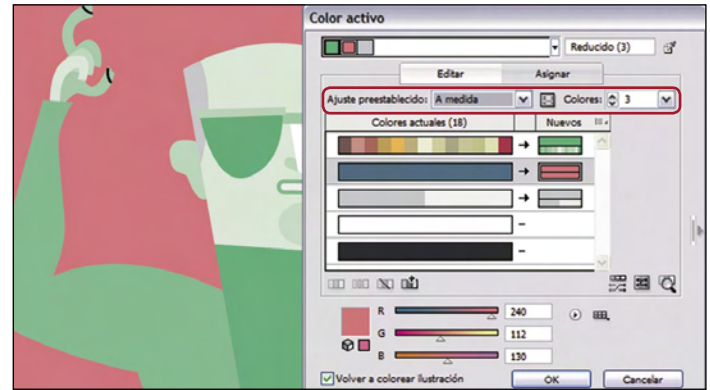 Color activo
Reducido (3)
Editar Asignar
Ajuste preestablecido: A medida Colores: 3
Colores actuales (18) Nuevos
R 240
G 112
B 130
Volver a colorear ilustración OK Cancelar